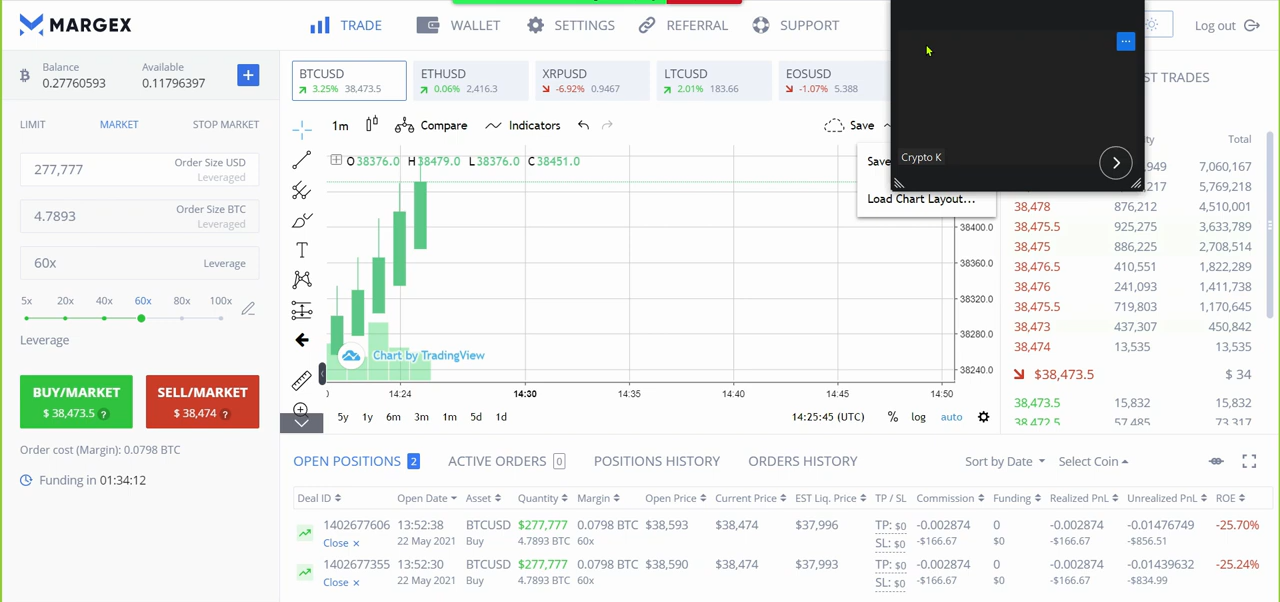 MARGEX
TRADE
WALLET
SETTINGS
REFERRAL
SUPPORT
Log out
Balance
0.27760593
Available
0.11796397
+
BTCUSD
3.25% 38,473.5
ETHUSD
0.06% 2,416.3
XRPUSD
-6.92% 0.9467
LTCUSD
2.01% 183.66
EOSUSD
-1.07% 5.388
ST TRADES
LIMIT
MARKET
STOP MARKET
277,777
Order Size USD
Leveraged
4.7893
Order Size BTC
Leveraged
60x
Leverage
5x 20x 40x 60x 80x 100x
Leverage
BUY/MARKET
$ 38,473.5 ?
SELL/MARKET
$ 38,474 ?
Order cost (Margin): 0.0798 BTC
Funding in 01:34:12
1m
Compare
Indicators
Save
O38376.0 H38479.0 L38376.0 C38451.0
Save
Load Chart Layout...
Crypto K
38400.0
38360.0
38320.0
38280.0
38240.0
Chart by TradingView
14:24 14:30 14:35 14:40 14:45 14:50
5y 1y 6m 3m 1m 5d 1d
14:25:45 (UTC) % log auto
Total
949 7,060,167
217 5,769,218
38,478 876,212 4,510,001
38,475.5 925,275 3,633,789
38,475 886,225 2,708,514
38,476.5 410,551 1,822,289
38,476 241,093 1,411,738
38,475.5 719,803 1,170,645
38,473 437,307 450,842
38,474 13,535 13,535
$38,473.5 $ 34
38,473.5 15,832 15,832
38,472.5 57,485 73,317
OPEN POSITIONS 2
ACTIVE ORDERS 0
POSITIONS HISTORY
ORDERS HISTORY
Sort by Date
Select Coin
Deal ID Open Date Asset Quantity Margin Open Price Current Price EST Liq. Price TP / SL Commission Funding Realized PnL Unrealized PnL ROE
1402677606 13:52:38 BTCUSD $277,777 0.0798 BTC $38,593 $38,474 $37,996 TP: $0 -0.002874 0 -0.002874 -0.01476749 -25.70%
Close × 22 May 2021 Buy 4.7893 BTC 60x SL: $0 -$166.67 $0 -$166.67 -$856.51
1402677355 13:52:30 BTCUSD $277,777 0.0798 BTC $38,590 $38,474 $37,993 TP: $0 -0.002874 0 -0.002874 -0.01439632 -25.24%
Close × 22 May 2021 Buy 4.7893 BTC 60x SL: $0 -$166.67 $0 -$166.67 -$834.99